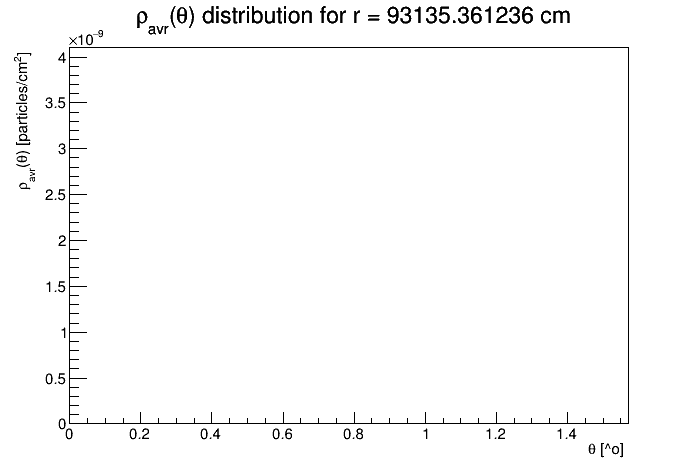 ρavr(θ) distribution for r = 93135.361236 cm
×10⁻⁹
ρavr(θ) [particles/cm²]
4
3.5
3
2.5
2
1.5
1
0.5
0
0 0.2 0.4 0.6 0.8 1 1.2 1.4
θ [^o]